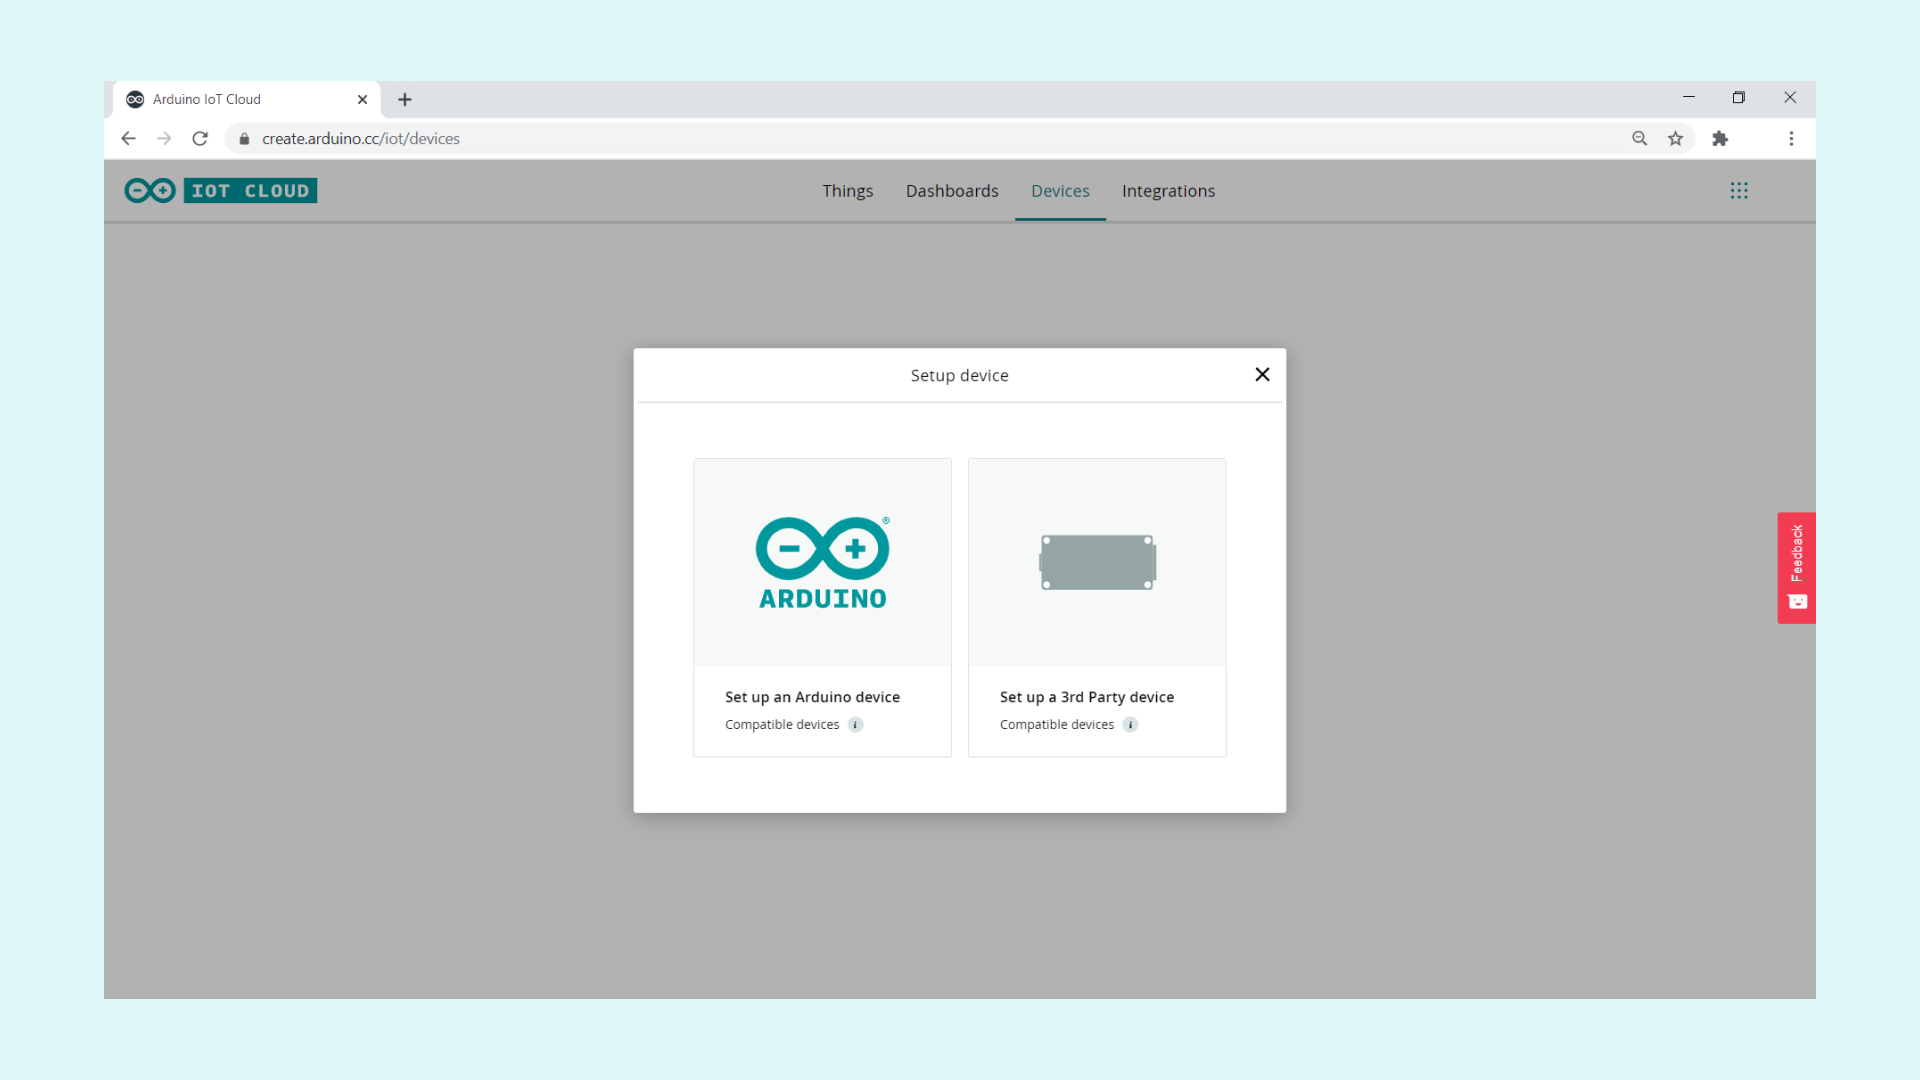 Arduino IoT Cloud
create.arduino.cc/iot/devices
IOT CLOUD
Things Dashboards Devices Integrations
Setup device
ARDUINO
®
Set up an Arduino device
Compatible devices i
Set up a 3rd Party device
Compatible devices i
Feedback